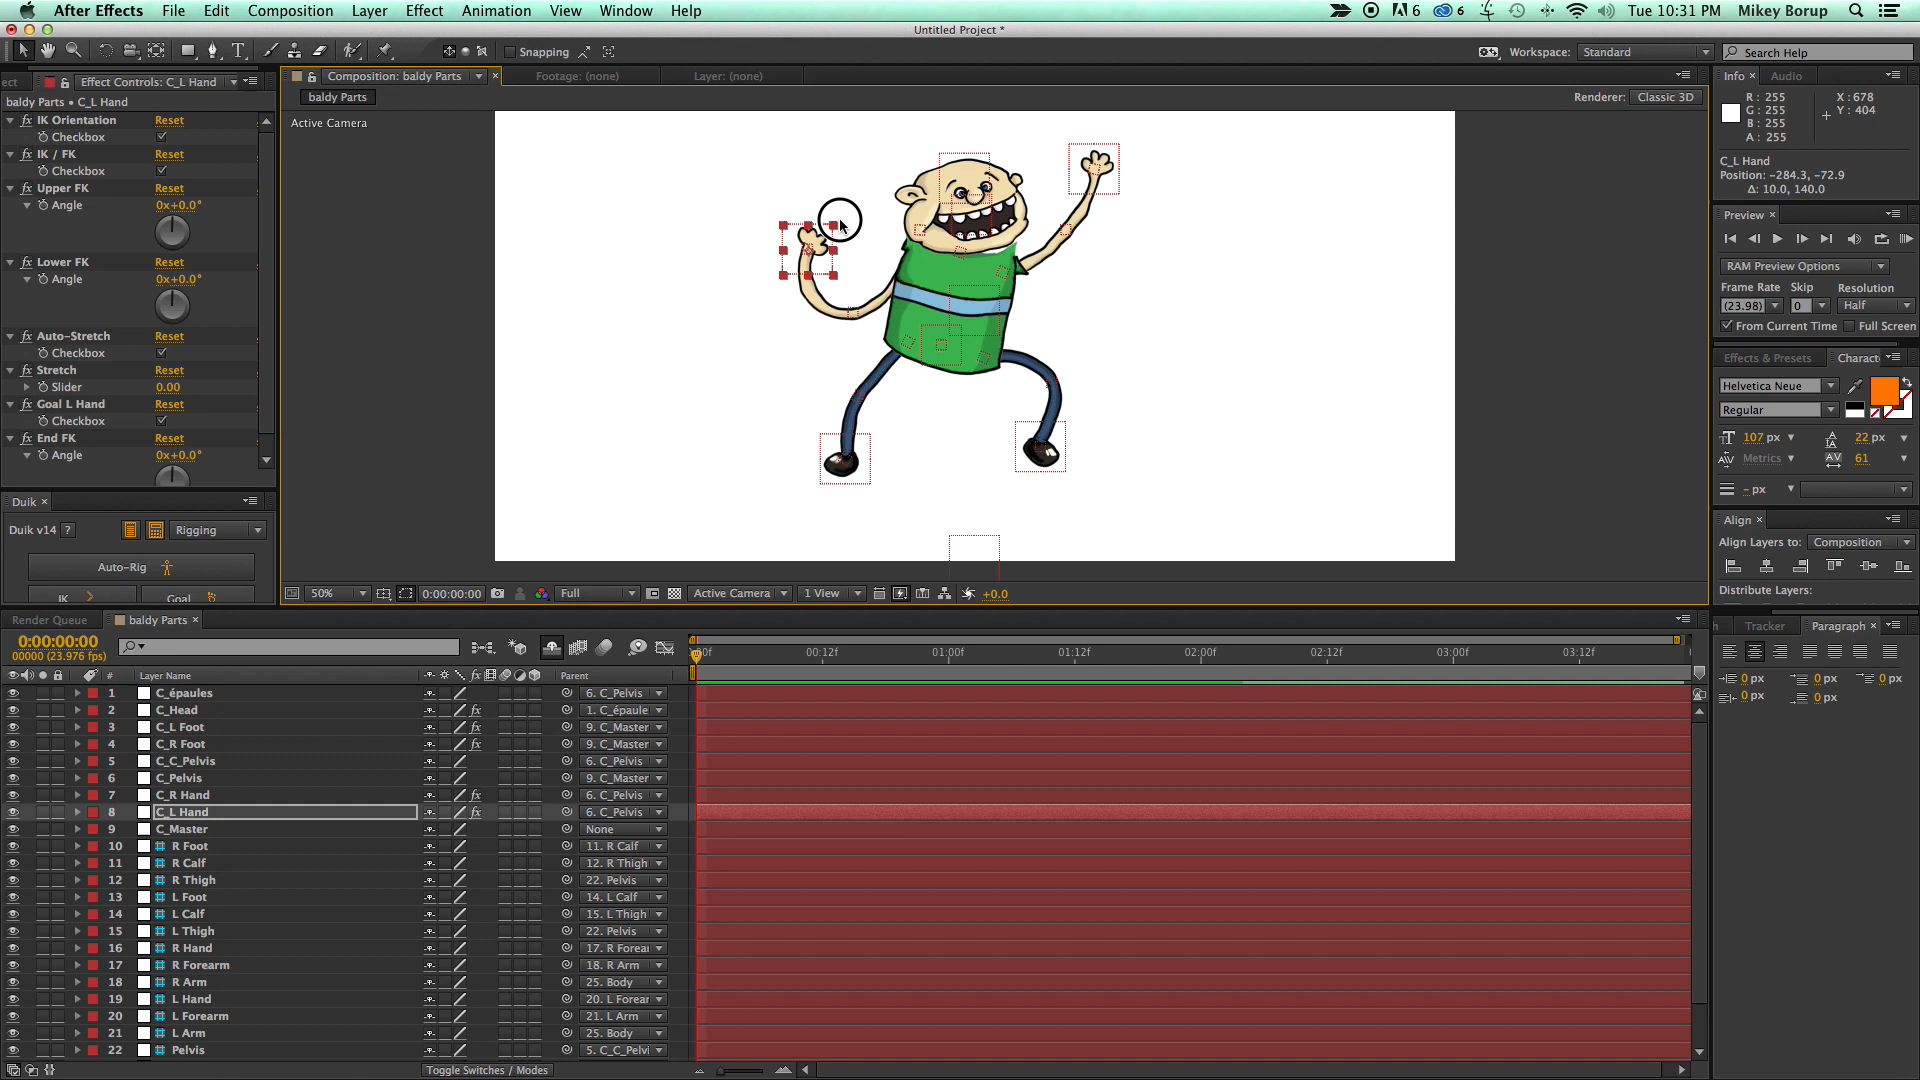 After Effects File Edit Composition Layer Effect Animation View Window Help 6 6 Tue 10:31 PM Mikey Borup
Untitled Project *
Snapping Workspace: Standard Search Help
ect Effect Controls: C_L Hand Composition: baldy Parts Footage: (none) Layer: (none) Info Audio
baldy Parts • C_L Hand
baldy Parts Renderer: Classic 3D
Active Camera
IK Orientation Reset
Checkbox
IK / FK Reset
Checkbox
Upper FK Reset
Angle 0x+0.0°
Lower FK Reset
Angle 0x+0.0°
Auto-Stretch Reset
Checkbox
Stretch Reset
Slider 0.00
Goal L Hand Reset
Checkbox
End FK Reset
Angle 0x+0.0°
R : 255 X : 678
G : 255 Y : 404
B : 255
A : 255
C_L Hand
Position: -284.3, -72.9
Δ: 10.0, 140.0
Preview
RAM Preview Options
Frame Rate Skip Resolution
(23.98) 0 Half
From Current Time Full Screen
Effects & Presets Charact
Helvetica Neue
Regular
107 px 22 px
Metrics 61
- px
Align
Align Layers to: Composition
Distribute Layers:
Duik
Duik v14 ? Rigging
Auto-Rig
IK Goal
50% 0:00:00:00 Full Active Camera 1 View +0.0
Render Queue baldy Parts
h Tracker Paragraph
0 px 0 px 0 px
0 px 0 px
0:00:00:00
00000 (23.976 fps)
:00f 00:12f 01:00f 01:12f 02:00f 02:12f 03:00f 03:12f
# Layer Name fx Parent
1 C_épaules 6. C_Pelvis
2 C_Head fx 1. C_épaule
3 C_L Foot fx 9. C_Master
4 C_R Foot fx 9. C_Master
5 C_C_Pelvis 6. C_Pelvis
6 C_Pelvis 9. C_Master
7 C_R Hand fx 6. C_Pelvis
8 C_L Hand fx 6. C_Pelvis
9 C_Master None
10 R Foot 11. R Calf
11 R Calf 12. R Thigh
12 R Thigh 22. Pelvis
13 L Foot 14. L Calf
14 L Calf 15. L Thigh
15 L Thigh 22. Pelvis
16 R Hand 17. R Forear
17 R Forearm 18. R Arm
18 R Arm 25. Body
19 L Hand 20. L Forear
20 L Forearm 21. L Arm
21 L Arm 25. Body
22 Pelvis 5. C_C_Pelvi
Toggle Switches / Modes